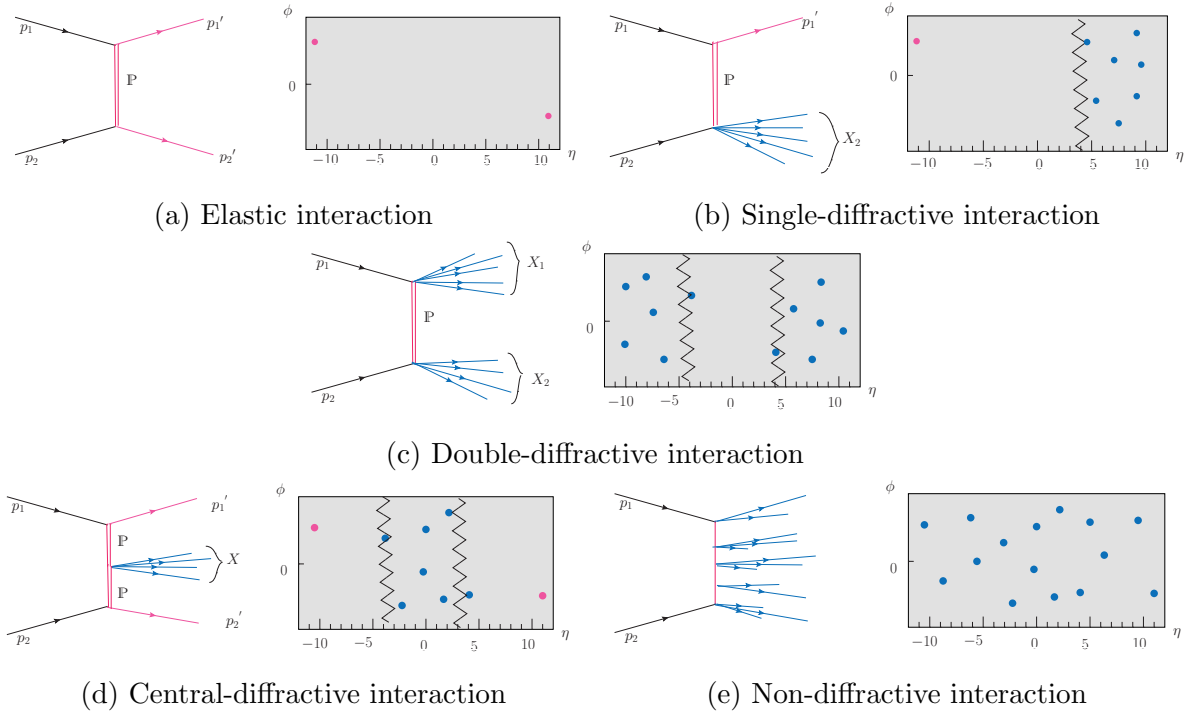 p₁ p₁′ ℙ p₂ p₂′
ϕ 0 −10 −5 0 5 10 η
p₁ p₁′ ℙ p₂ X₂
ϕ 0 −10 −5 0 5 10 η
(a) Elastic interaction
(b) Single-diffractive interaction
p₁ X₁ ℙ X₂ p₂
ϕ 0 −10 −5 0 5 10 η
(c) Double-diffractive interaction
p₁ p₁′ ℙ X ℙ p₂ p₂′
ϕ 0 −10 −5 0 5 10 η
p₁ p₂
ϕ 0 −10 −5 0 5 10 η
(d) Central-diffractive interaction
(e) Non-diffractive interaction